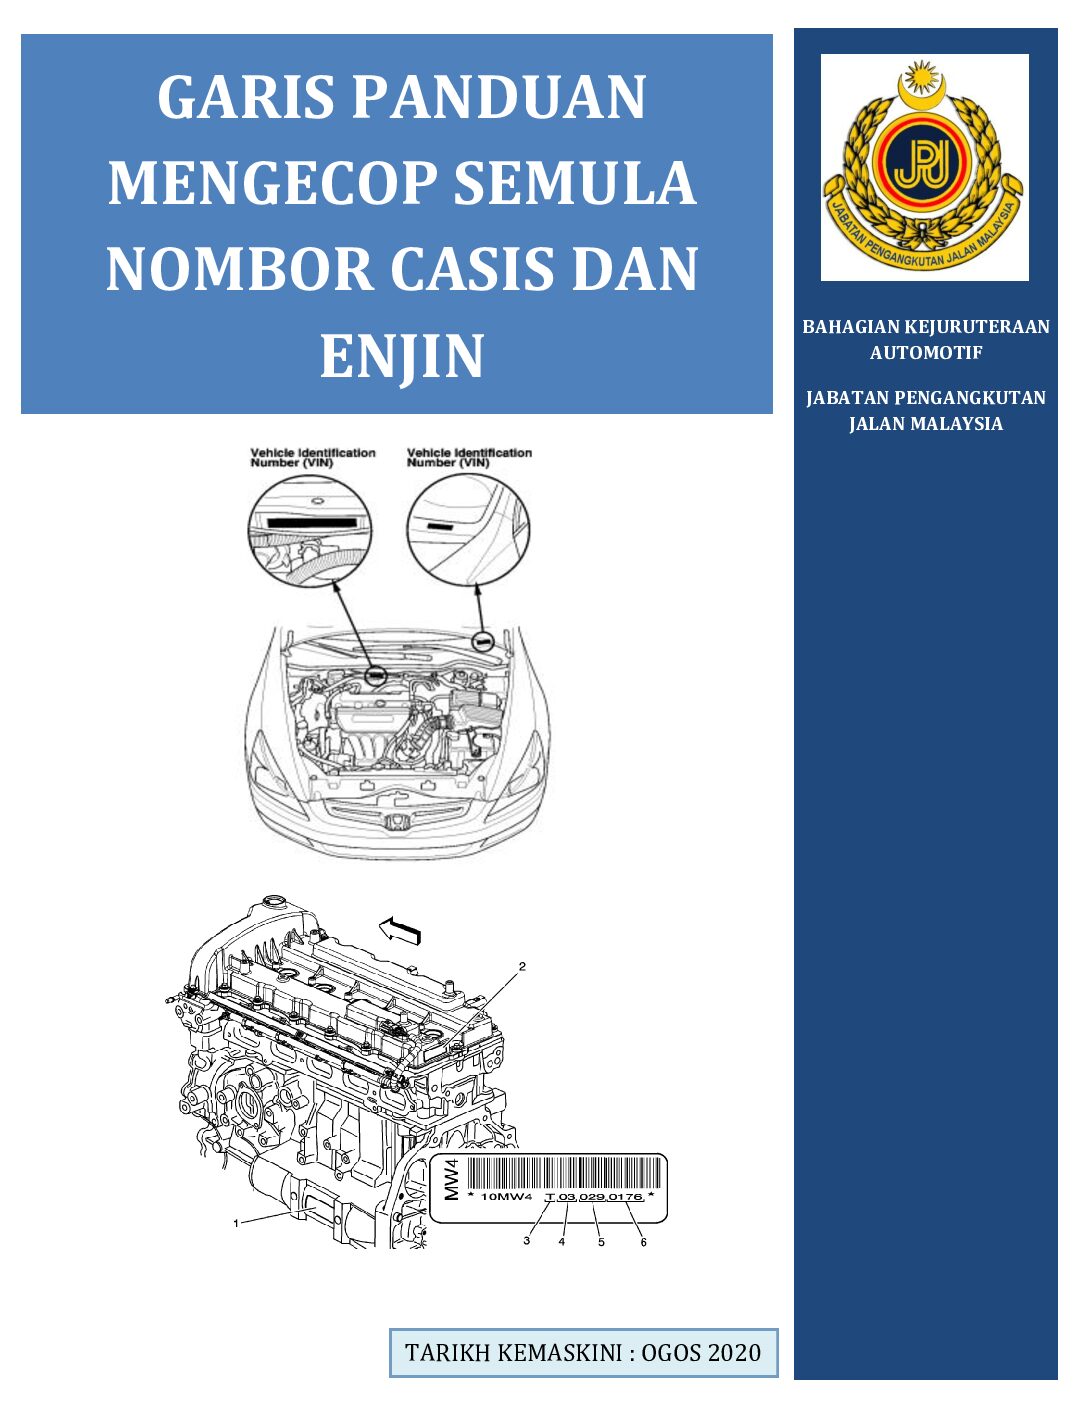 GARIS PANDUAN
MENGECOP SEMULA
NOMBOR CASIS DAN
ENJIN
JPJ
JABATAN PENGANGKUTAN JALAN MALAYSIA
BAHAGIAN KEJURUTERAAN
AUTOMOTIF
JABATAN PENGANGKUTAN
JALAN MALAYSIA
Vehicle Identification
Number (VIN)
Vehicle Identification
Number (VIN)
2
MW4
* 10MW4 T,03,029,0176, *
1
3 4 5 6
TARIKH KEMASKINI : OGOS 2020